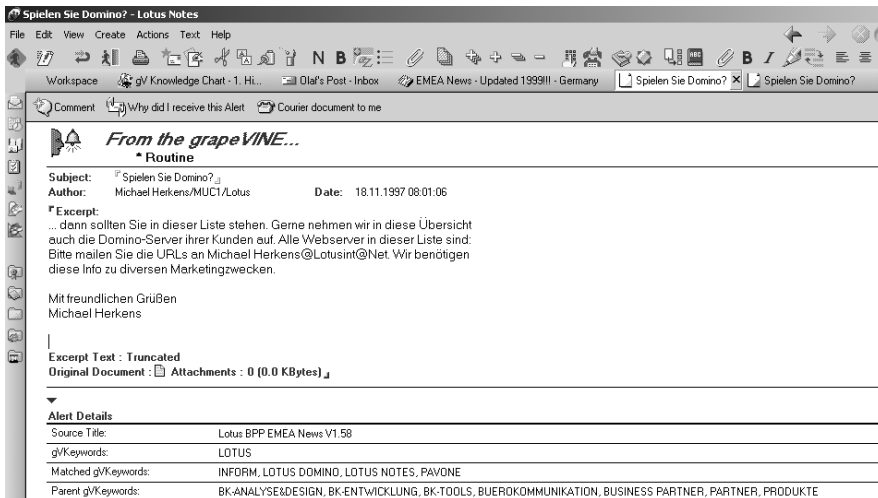 Spielen Sie Domino? - Lotus Notes
File Edit View Create Actions Text Help
N B B I
Workspace gV Knowledge Chart - 1. Hi... Olaf's Post - Inbox EMEA News - Updated 1999!!! - Germany Spielen Sie Domino? Spielen Sie Domino?
Comment Why did I receive this Alert Courier document to me
From the grapeVINE...
* Routine
Subject: Spielen Sie Domino?
Author: Michael Herkens/MUC1/Lotus Date: 18.11.1997 08:01:06
Excerpt:
... dann sollten Sie in dieser Liste stehen. Gerne nehmen wir in diese Übersicht
auch die Domino-Server ihrer Kunden auf. Alle Webserver in dieser Liste sind:
Bitte mailen Sie die URLs an Michael Herkens@Lotusint@Net. Wir benötigen
diese Info zu diversen Marketingzwecken.
Mit freundlichen Grüßen
Michael Herkens
Excerpt Text : Truncated
Original Document : Attachments : 0 (0.0 KBytes)
Alert Details
Source Title: Lotus BPP EMEA News V1.58
gVKeywords: LOTUS
Matched gVKeywords: INFORM, LOTUS DOMINO, LOTUS NOTES, PAVONE
Parent gVKeywords: BK-ANALYSE&DESIGN, BK-ENTWICKLUNG, BK-TOOLS, BUEROKOMMUNIKATION, BUSINESS PARTNER, PARTNER, PRODUKTE